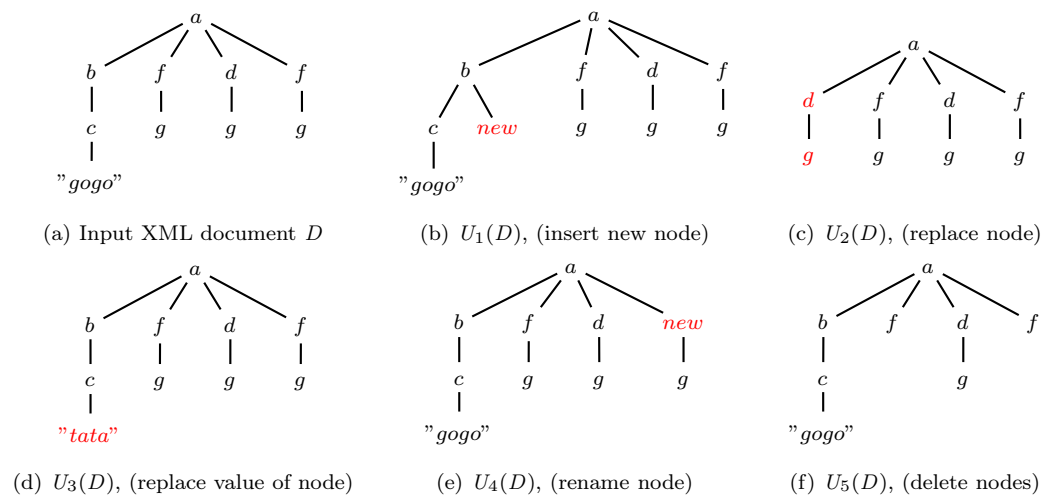 a
b f d f
c g g g
"gogo"
(a) Input XML document D
a
b f d f
c new g g g
"gogo"
(b) U1(D), (insert new node)
a
d f d f
g g g g
(c) U2(D), (replace node)
a
b f d f
c g g g
"tata"
(d) U3(D), (replace value of node)
a
b f d new
c g g g
"gogo"
(e) U4(D), (rename node)
a
b f d f
c g
"gogo"
(f) U5(D), (delete nodes)